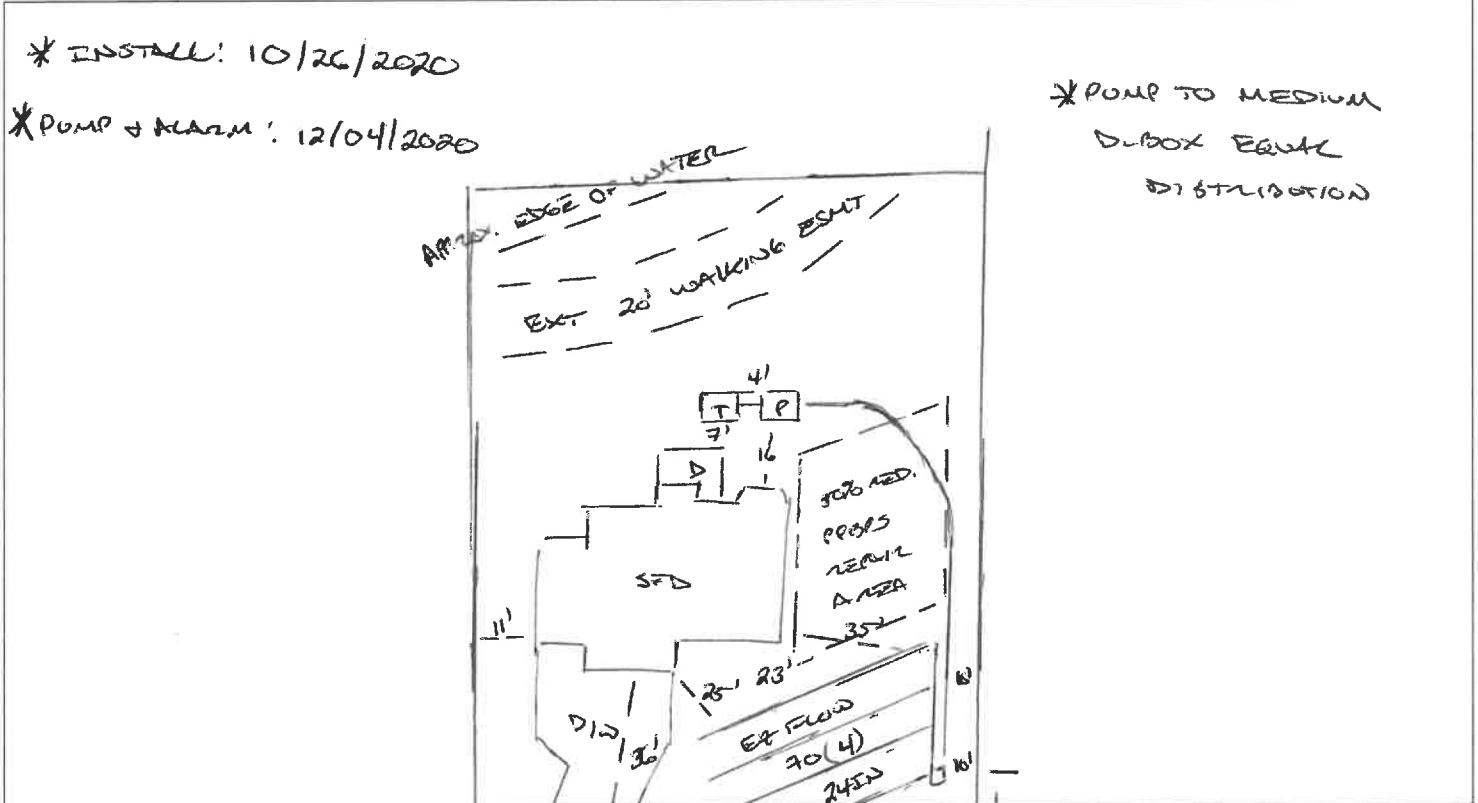 * INSTALL: 10/26/2020
* PUMP & ALARM: 12/04/2020
* PUMP TO MEDIUM
D-BOX EQUAL
DISTRIBUTION
APPROX. EDGE OF WATER
EXT 20' WALKING ESMT
4'
T
P
7'
16'
D
50% RED.
PPBPS
REPAIR
AREA
SFD
11'
35'
23'
25'
D/W
36'
EZ FLOW
70(4)
24IN
10'